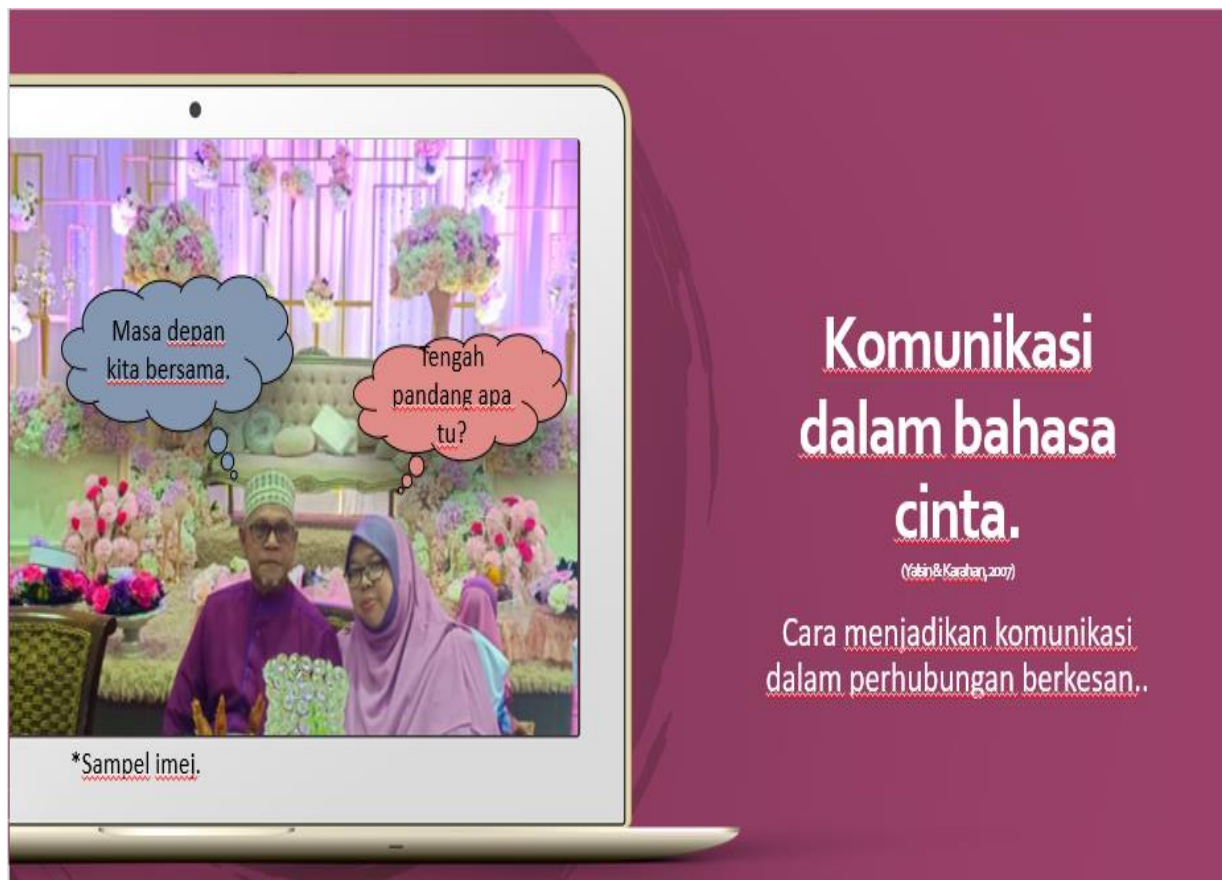 Masa depan
kita bersama.
Tengah
pandang apa
tu?
*Sampel imej.
Komunikasi
dalam bahasa
cinta.
(Yalsin & Karahan, 2007)
Cara menjadikan komunikasi
dalam perhubungan berkesan..